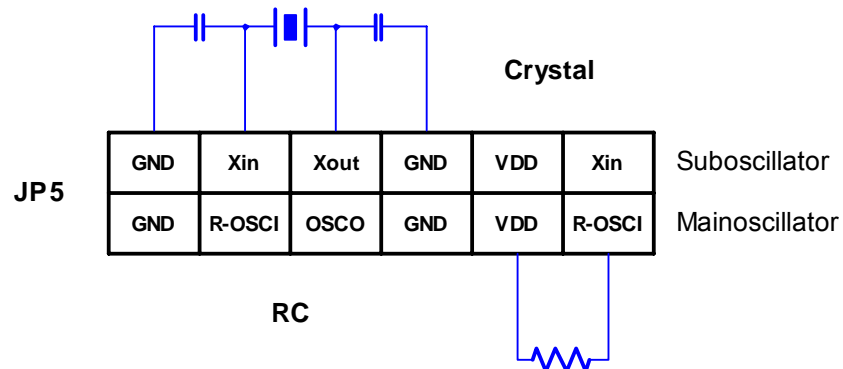 Crystal
JP5
GND Xin Xout GND VDD Xin Suboscillator
GND R-OSCI OSCO GND VDD R-OSCI Mainoscillator
RC